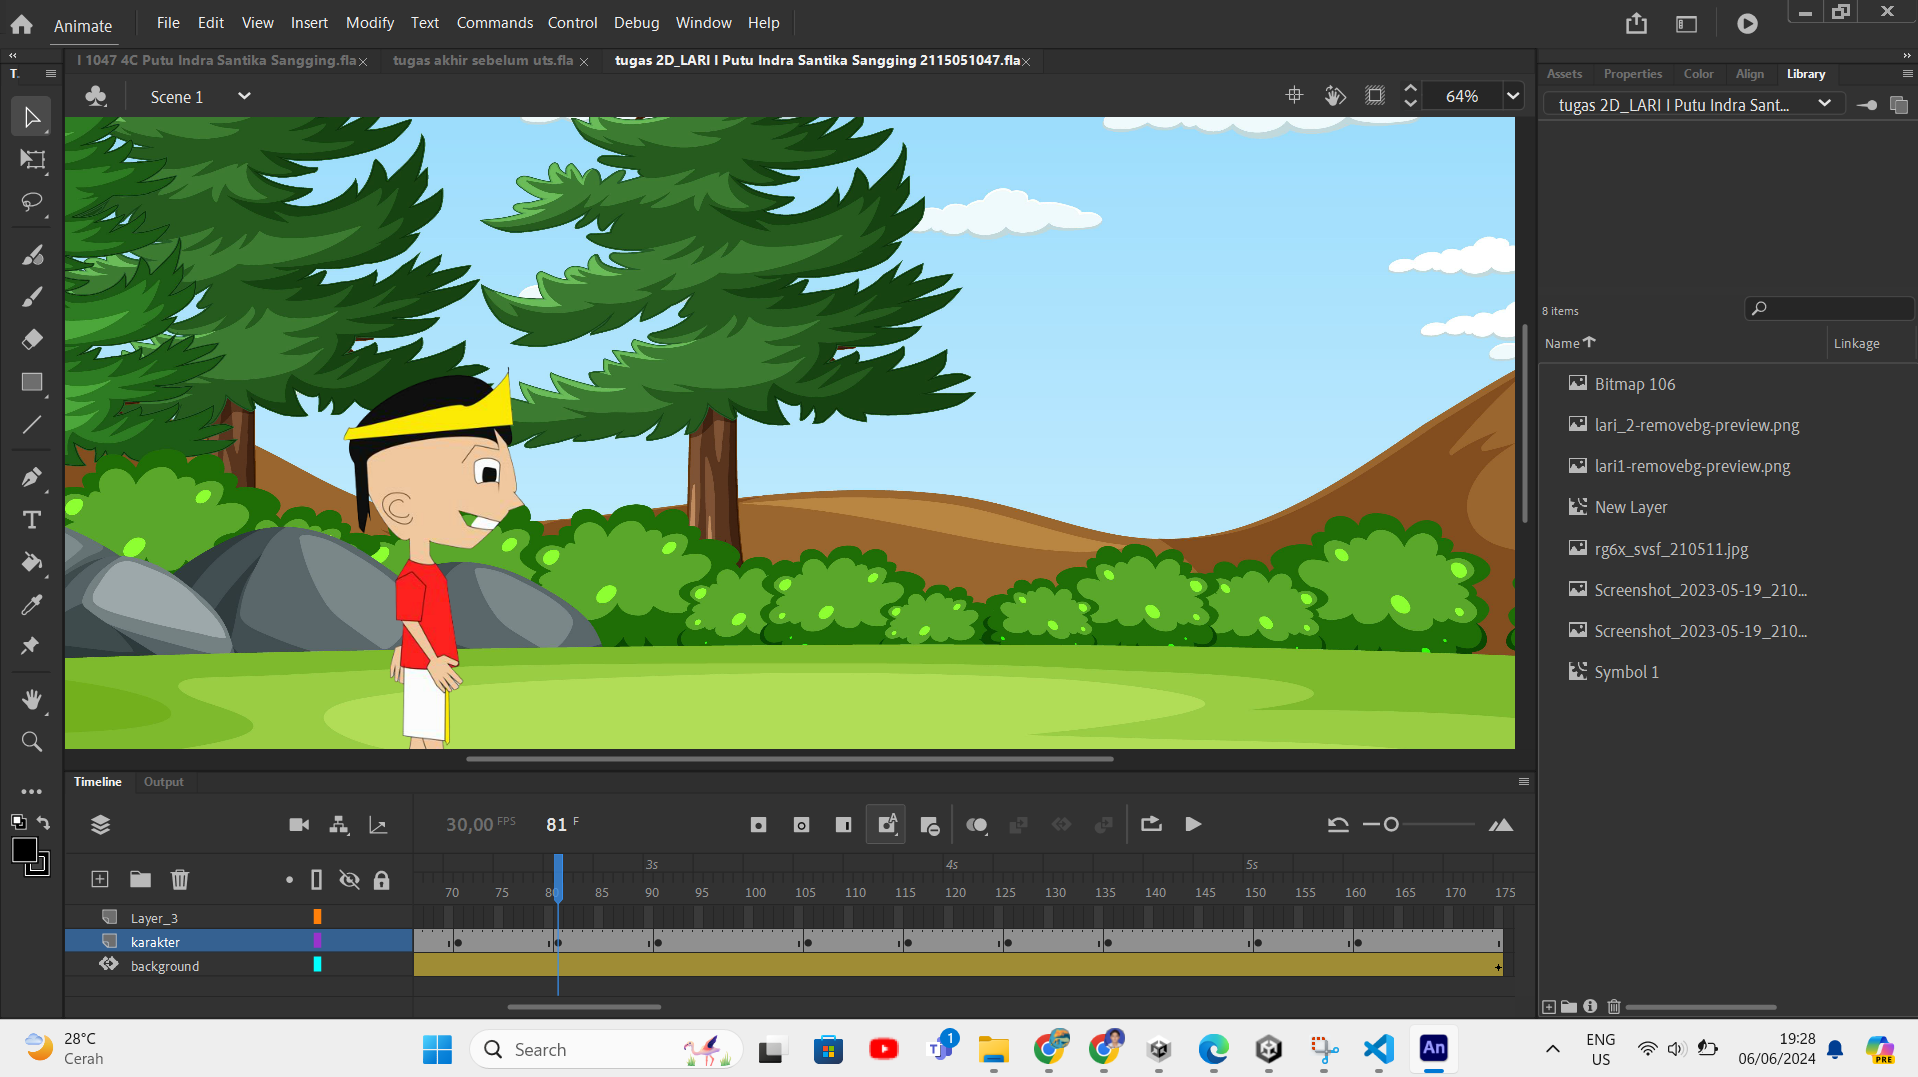 Animate File Edit View Insert Modify Text Commands Control Debug Window Help
I 1047 4C Putu Indra Santika Sangging.fla tugas akhir sebelum uts.fla tugas 2D_LARI I Putu Indra Santika Sangging 2115051047.fla
T.
Scene 1 64%
Assets Properties Color Align Library
tugas 2D_LARI I Putu Indra Sant...
8 items
Name Linkage
Bitmap 106
lari_2-removebg-preview.png
lari1-removebg-preview.png
New Layer
rg6x_svsf_210511.jpg
Screenshot_2023-05-19_210...
Screenshot_2023-05-19_210...
Symbol 1
Timeline Output
30,00 FPS 81 F
3s 4s 5s
70 75 80 85 90 95 100 105 110 115 120 125 130 135 140 145 150 155 160 165 170 175
Layer_3
karakter
background
28°C
Cerah
Search
1
An
ENG
US
19:28
06/06/2024
PRE